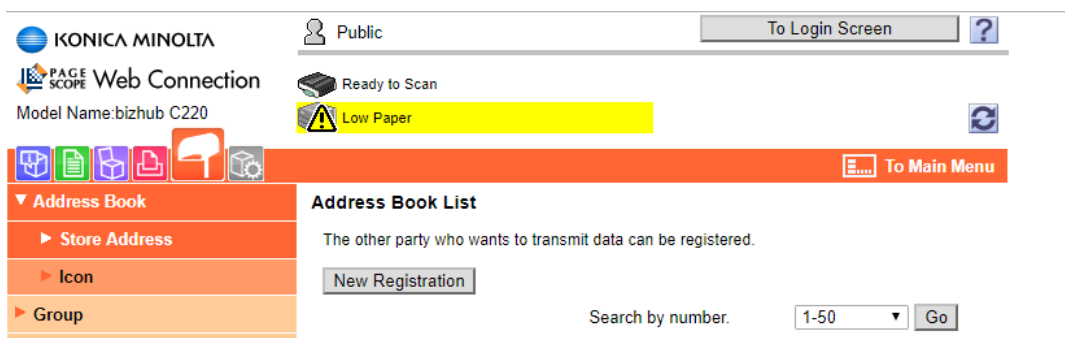 KONICA MINOLTA
Public
To Login Screen
?
PAGE SCOPE Web Connection
Ready to Scan
Model Name:bizhub C220
Low Paper
To Main Menu
▼ Address Book
Address Book List
► Store Address
The other party who wants to transmit data can be registered.
► Icon
New Registration
► Group
Search by number.
1-50 ▼
Go